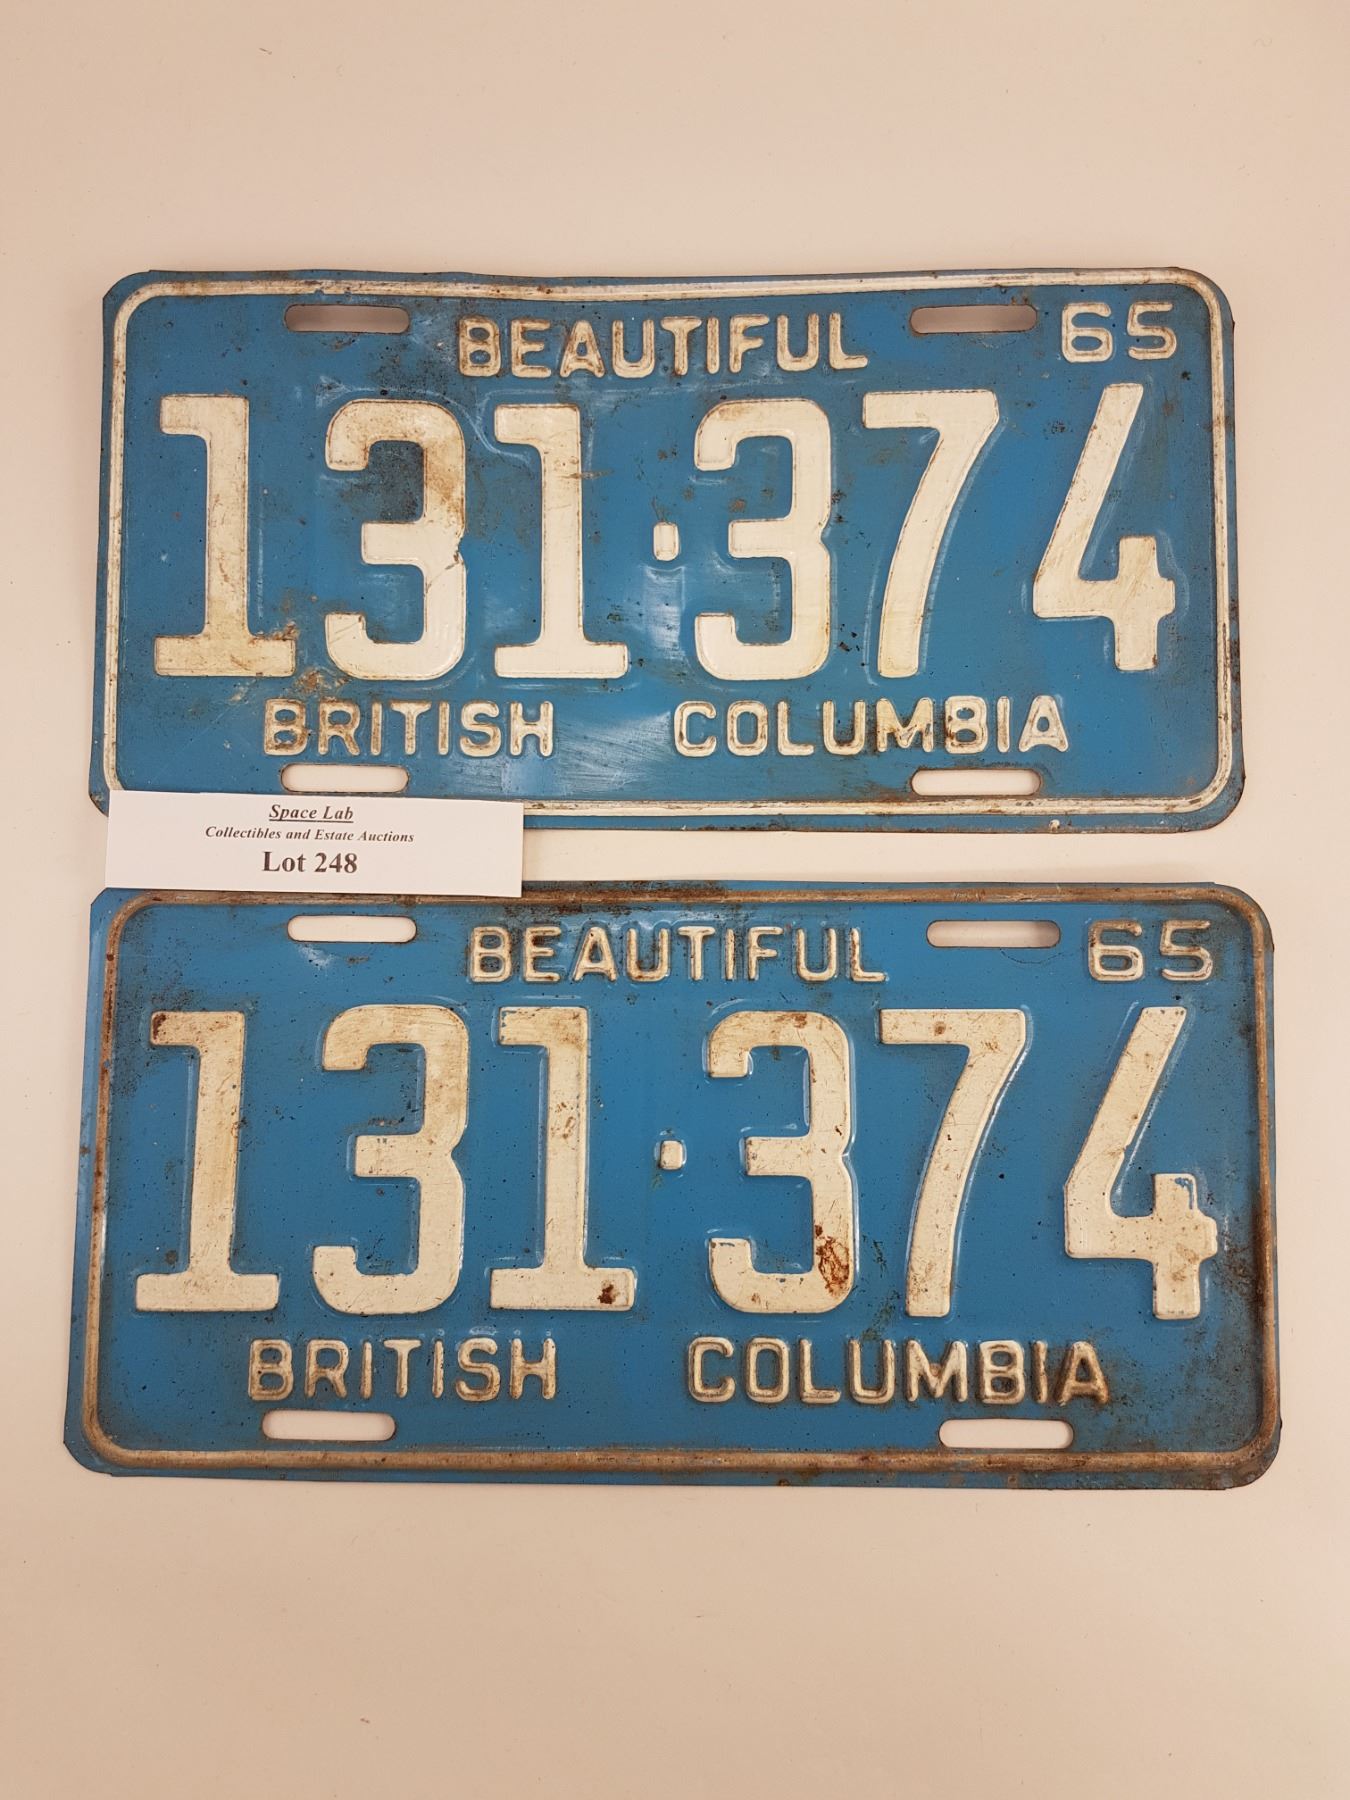 BEAUTIFUL 65
131·374
BRITISH COLUMBIA
Space Lab
Collectibles and Estate Auctions
Lot 248
BEAUTIFUL 65
131·374
BRITISH COLUMBIA